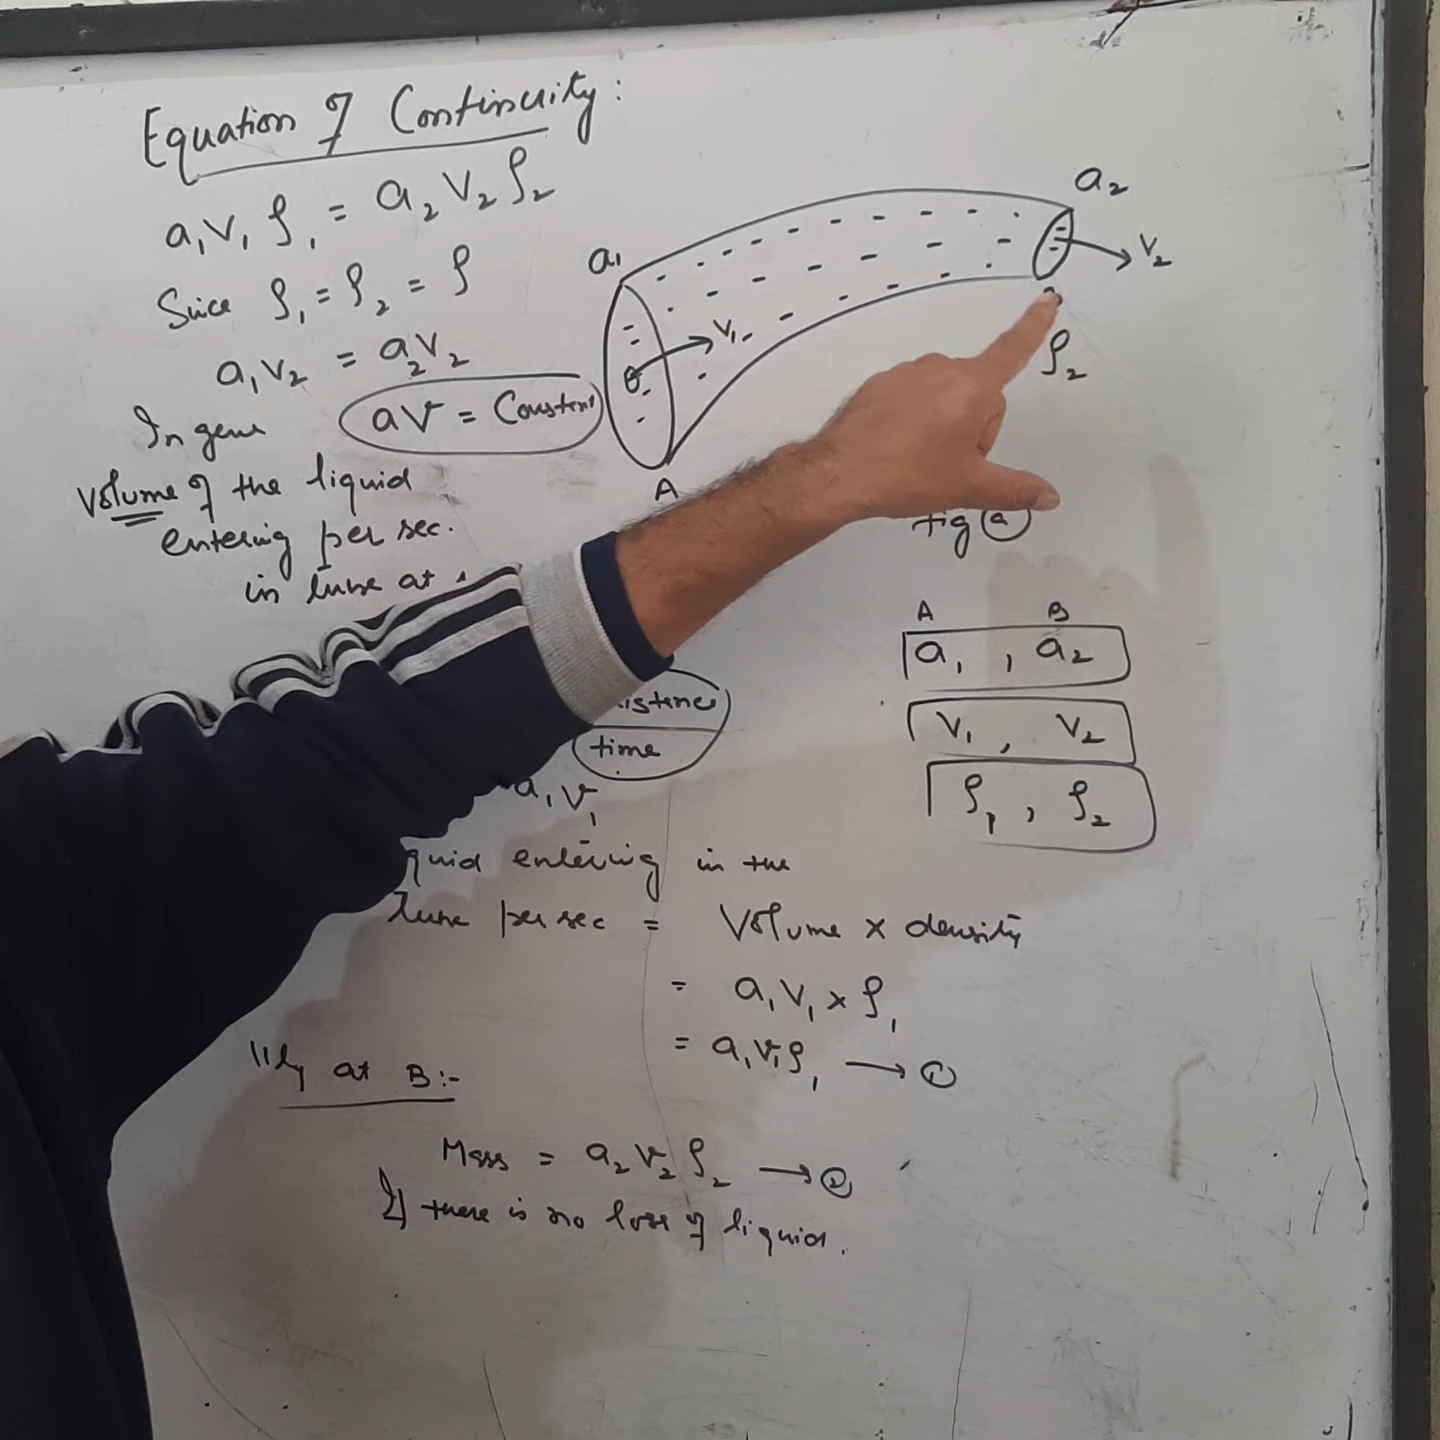 Equation of Continuity:
a₁v₁ρ₁ = a₂v₂ρ₂
Since ρ₁ = ρ₂ = ρ
a₁v₂ = a₂v₂
In gene
av = Constant
Volume of the liquid
entering per sec.
in tube at
time
a₁v₁
quid entering in the
tube per sec = Volume × density
= a₁v₁ × ρ₁
= a₁v₁ρ₁ → ①
llly at B:-
Mass = a₂v₂ρ₂ → ②
If there is no loss of liquid.
a₁
a₂
v₁
v₂
ρ₂
A
fig ⓐ
A B
a₁ , a₂
v₁ , v₂
ρ₁ , ρ₂